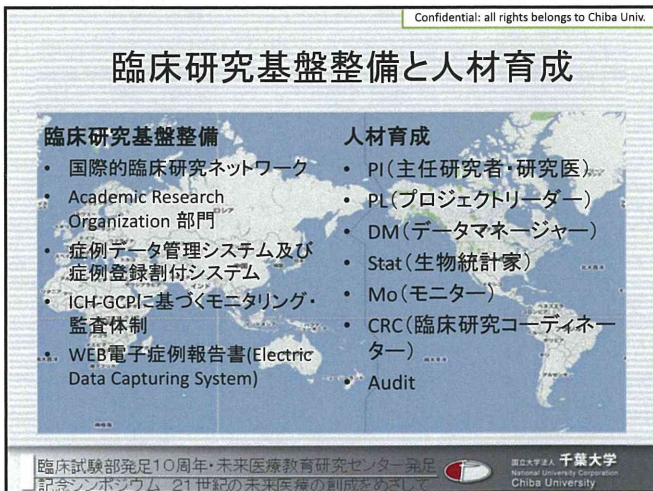 Confidential: all rights belongs to Chiba Univ.
臨床研究基盤整備と人材育成
臨床研究基盤整備
• 国際的臨床研究ネットワーク
• Academic Research
Organization 部門
• 症例データ管理システム及び
症例登録割付システム
• ICH-GCPに基づくモニタリング・
監査体制
• WEB電子症例報告書(Electric
Data Capturing System)
人材育成
• PI(主任研究者・研究医)
• PL(プロジェクトリーダー)
• DM(データマネージャー)
• Stat(生物統計家)
• Mo(モニター)
• CRC(臨床研究コーディネー
ター)
• Audit
ロシア
インド
南極海
臨床試験部発足10周年・未来医療教育研究センター発足
記念シンポジウム 21世紀の未来医療の創成をめざして
国立大学法人 千葉大学
National University Corporation
Chiba University